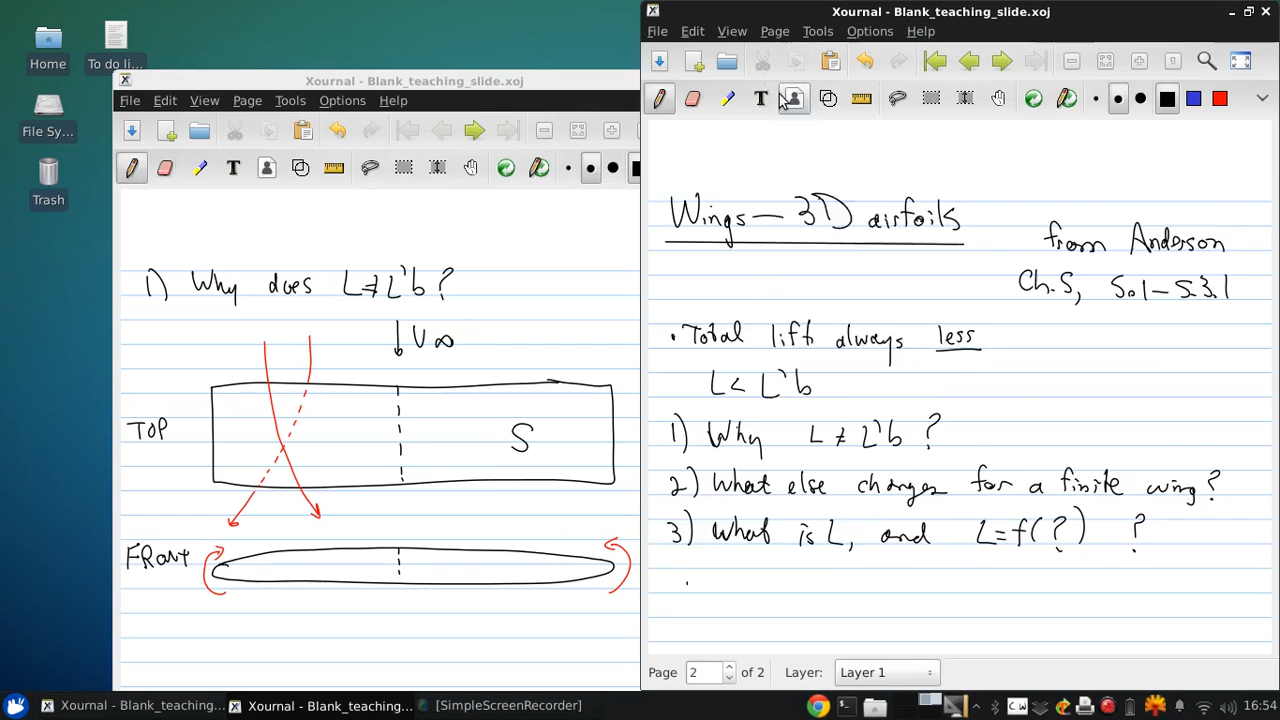 Home
To do li...
File Sy...
Trash
Xournal - Blank_teaching_slide.xoj
File Edit View Page Tools Options Help
1) Why does L≠L'b?
V∞
TOP
S
FRONT
Xournal - Blank_teaching_slide.xoj
File Edit View Page Tools Options Help
Wings — 3D airfoils
from Anderson
Ch.5, 5.1-5.3.1
• Total lift always less
L < L'b
1) Why L ≠ L'b ?
2) What else changes for a finite wing?
3) What is L, and L=f(?) ?
Page 2 of 2 Layer: Layer 1
Xournal - Blank_teaching...
Xournal - Blank_teaching...
[SimpleScreenRecorder]
16:54